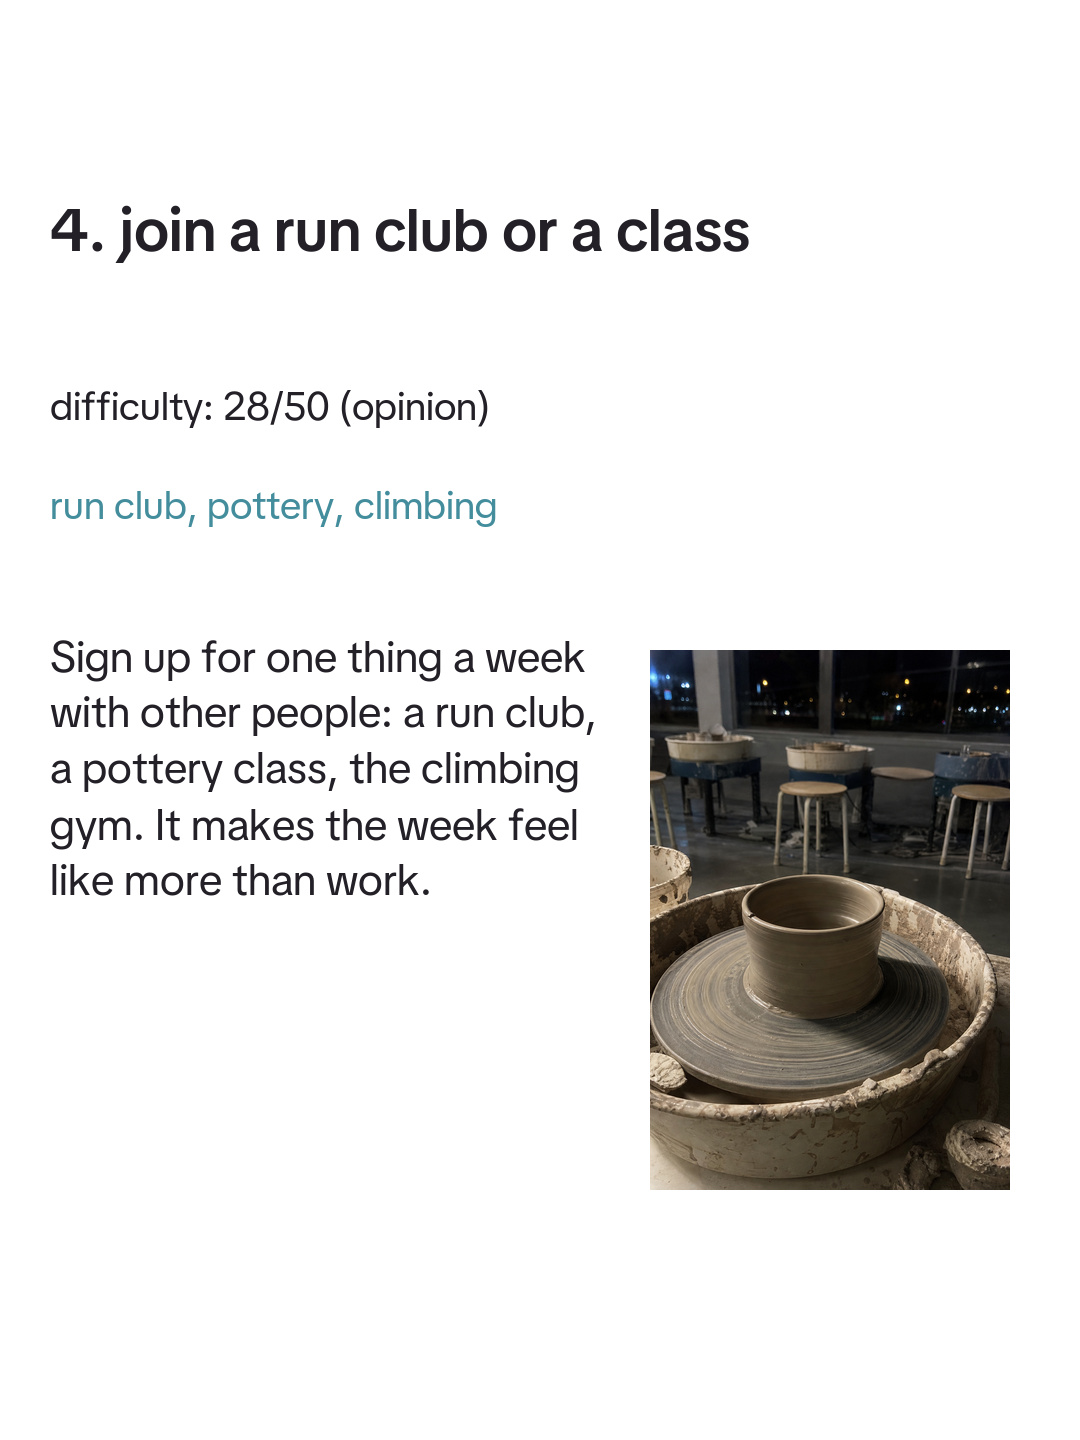 4. join a run club or a class
difficulty: 28/50 (opinion)
run club, pottery, climbing
Sign up for one thing a week
with other people: a run club,
a pottery class, the climbing
gym. It makes the week feel
like more than work.